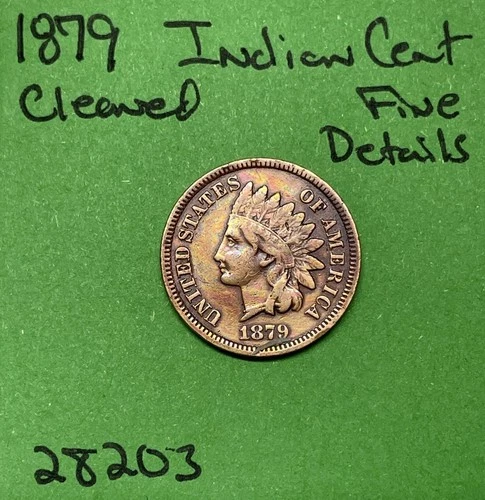 1879 Indian Cent
Cleaned Fine
Details
UNITED STATES OF AMERICA
1879
28203